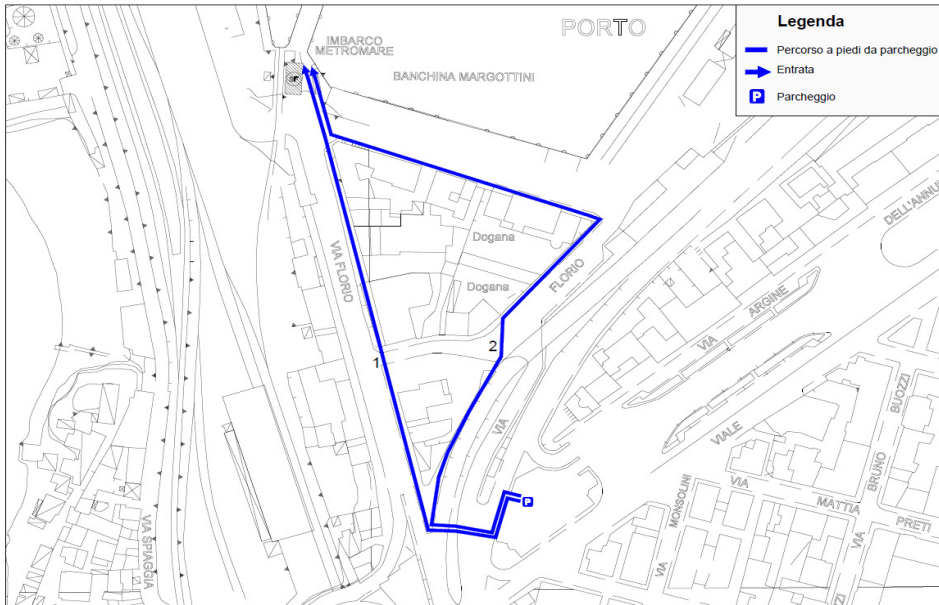 PORTO
IMBARCO
METROMARE
BANCHINA MARGOTTINI
Legenda
Percorso a piedi da parcheggio
Entrata
P Parcheggio
DELL'ANNU
Dogana
VIA FLORIO
FLORIO
Dogana
VIA ARGINE
1
2
VIA
VIALE
BUOZZI
BRUNO
VIA
MONSOLINI
VIA
MATTIA
PRETI
P
VIA SPIAGGIA
VIA